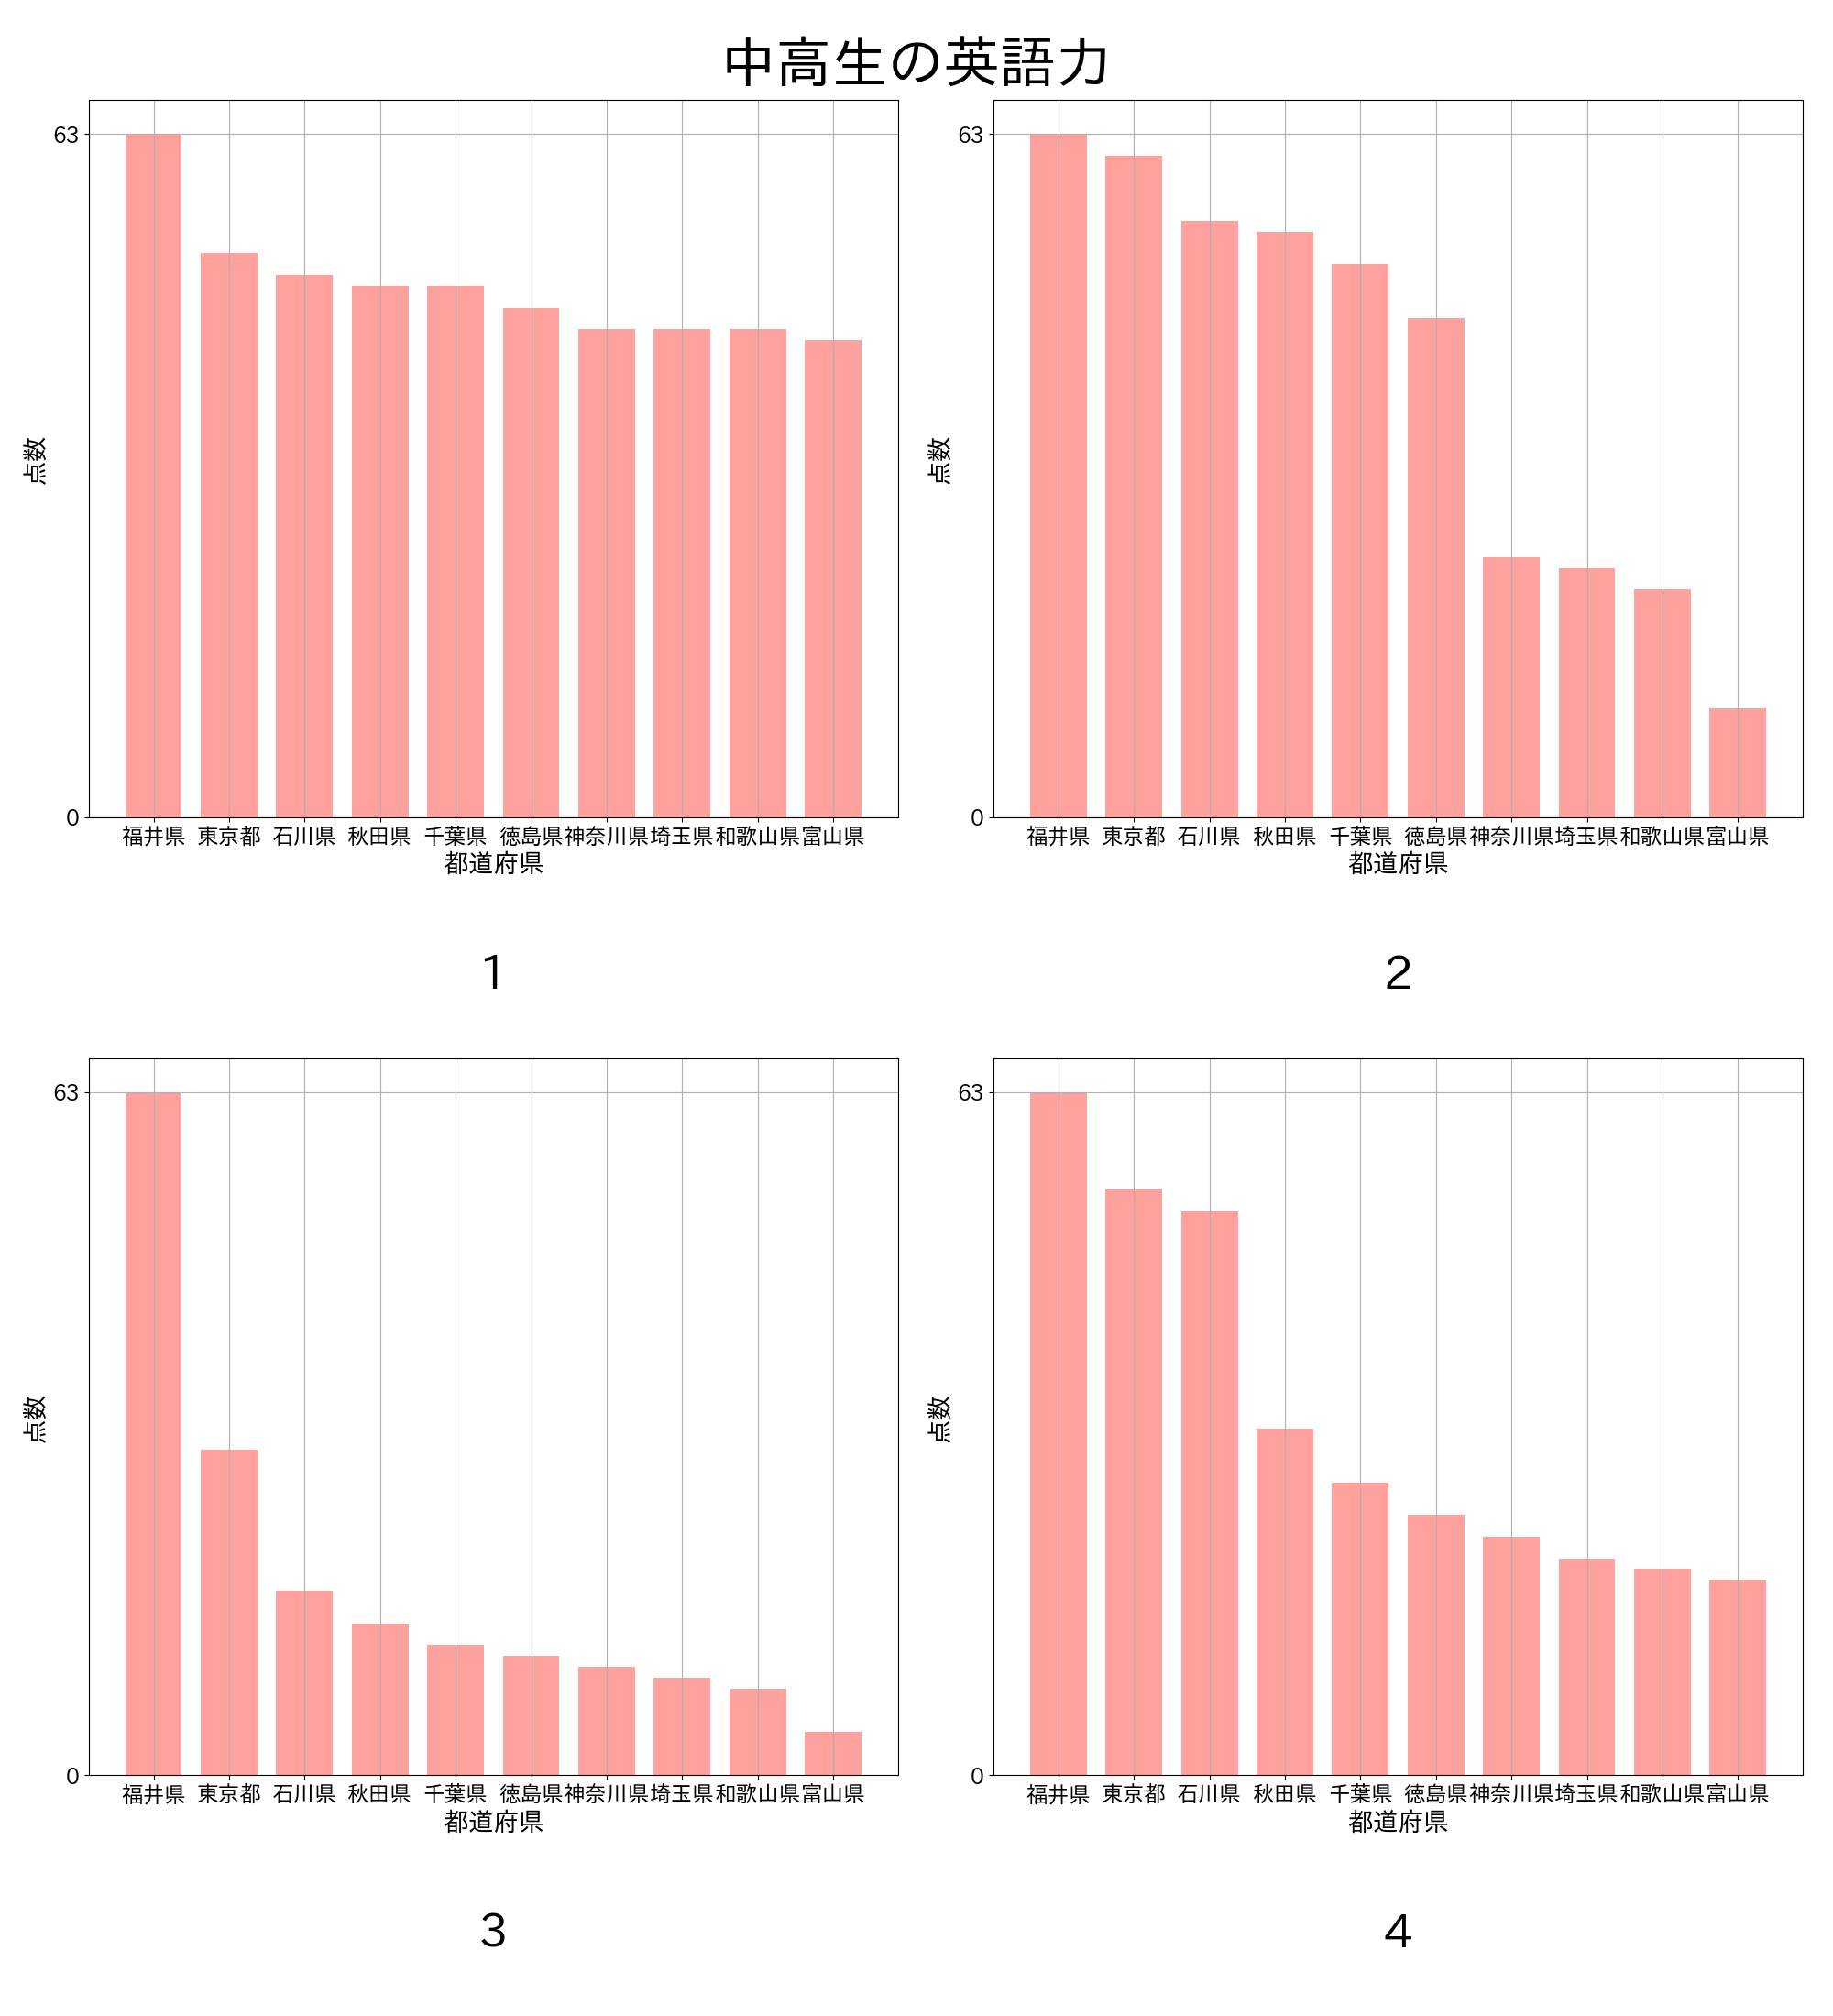 中高生の英語力
63
0
点数
福井県 東京都 石川県 秋田県 千葉県 徳島県 神奈川県 埼玉県 和歌山県 富山県
都道府県
1
63
0
点数
福井県 東京都 石川県 秋田県 千葉県 徳島県 神奈川県 埼玉県 和歌山県 富山県
都道府県
2
63
0
点数
福井県 東京都 石川県 秋田県 千葉県 徳島県 神奈川県 埼玉県 和歌山県 富山県
都道府県
3
63
0
点数
福井県 東京都 石川県 秋田県 千葉県 徳島県 神奈川県 埼玉県 和歌山県 富山県
都道府県
4